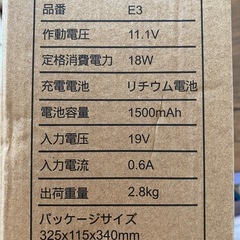 品番 E3
作動電圧 11.1V
定格消費電力 18W
充電電池 リチウム電池
電池容量 1500mAh
入力電压 19V
入力電流 0.6A
出荷重量 2.8kg
パッケージサイズ
325x115x340mm